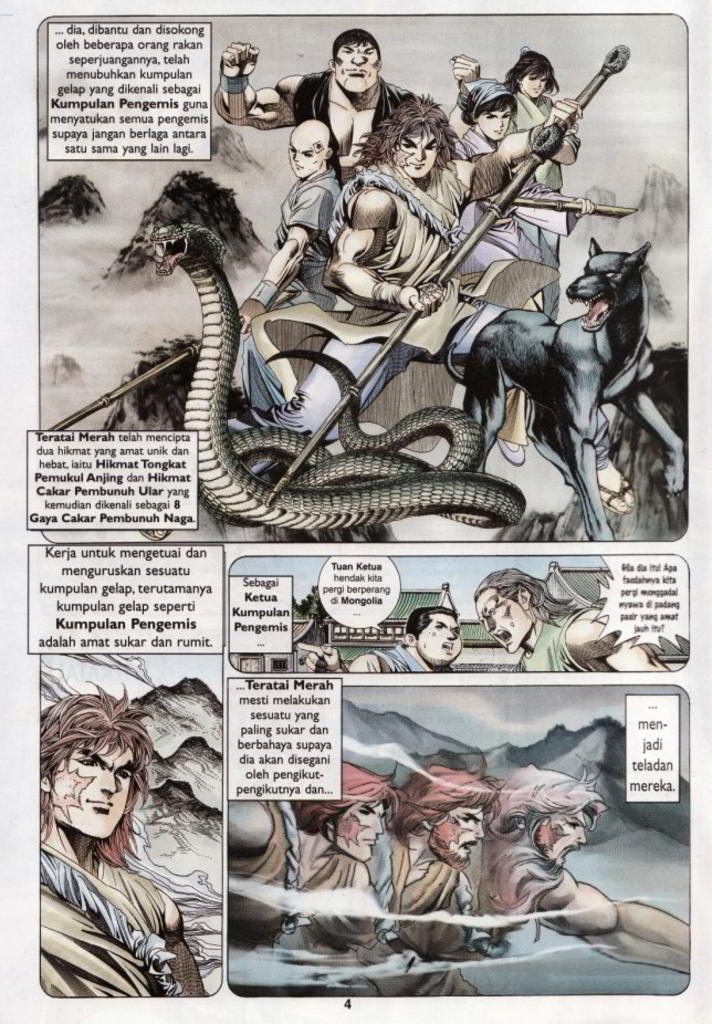 ... dia, dibantu dan disokong
oleh beberapa orang rakan
seperjuangannya, telah
menubuhkan kumpulan
gelap yang dikenali sebagai
Kumpulan Pengemis guna
menyatukan semua pengemis
supaya jangan berlaga antara
satu sama yang lain lagi.
Teratai Merah telah mencipta
dua hikmat yang amat unik dan
hebat, iaitu Hikmat Tongkat
Pemukul Anjing dan Hikmat
Cakar Pembunuh Ular yang
kemudian dikenali sebagai 8
Gaya Cakar Pembunuh Naga.
Kerja untuk mengetuai dan
menguruskan sesuatu
kumpulan gelap, terutamanya
kumpulan gelap seperti
Kumpulan Pengemis
adalah amat sukar dan rumit.
Sebagai
Ketua
Kumpulan
Pengemis
...
Tuan Ketua
hendak kita
pergi berperang
di Mongolia
...
Gila dia itu! Apa
faedahnya kita
pergi menggadai
nyawa di padang
pasir yang amat
jauh itu?
...Teratai Merah
mesti melakukan
sesuatu yang
paling sukar dan
berbahaya supaya
dia akan disegani
oleh pengikut-
pengikutnya dan...
...
men-
jadi
teladan
mereka.
4